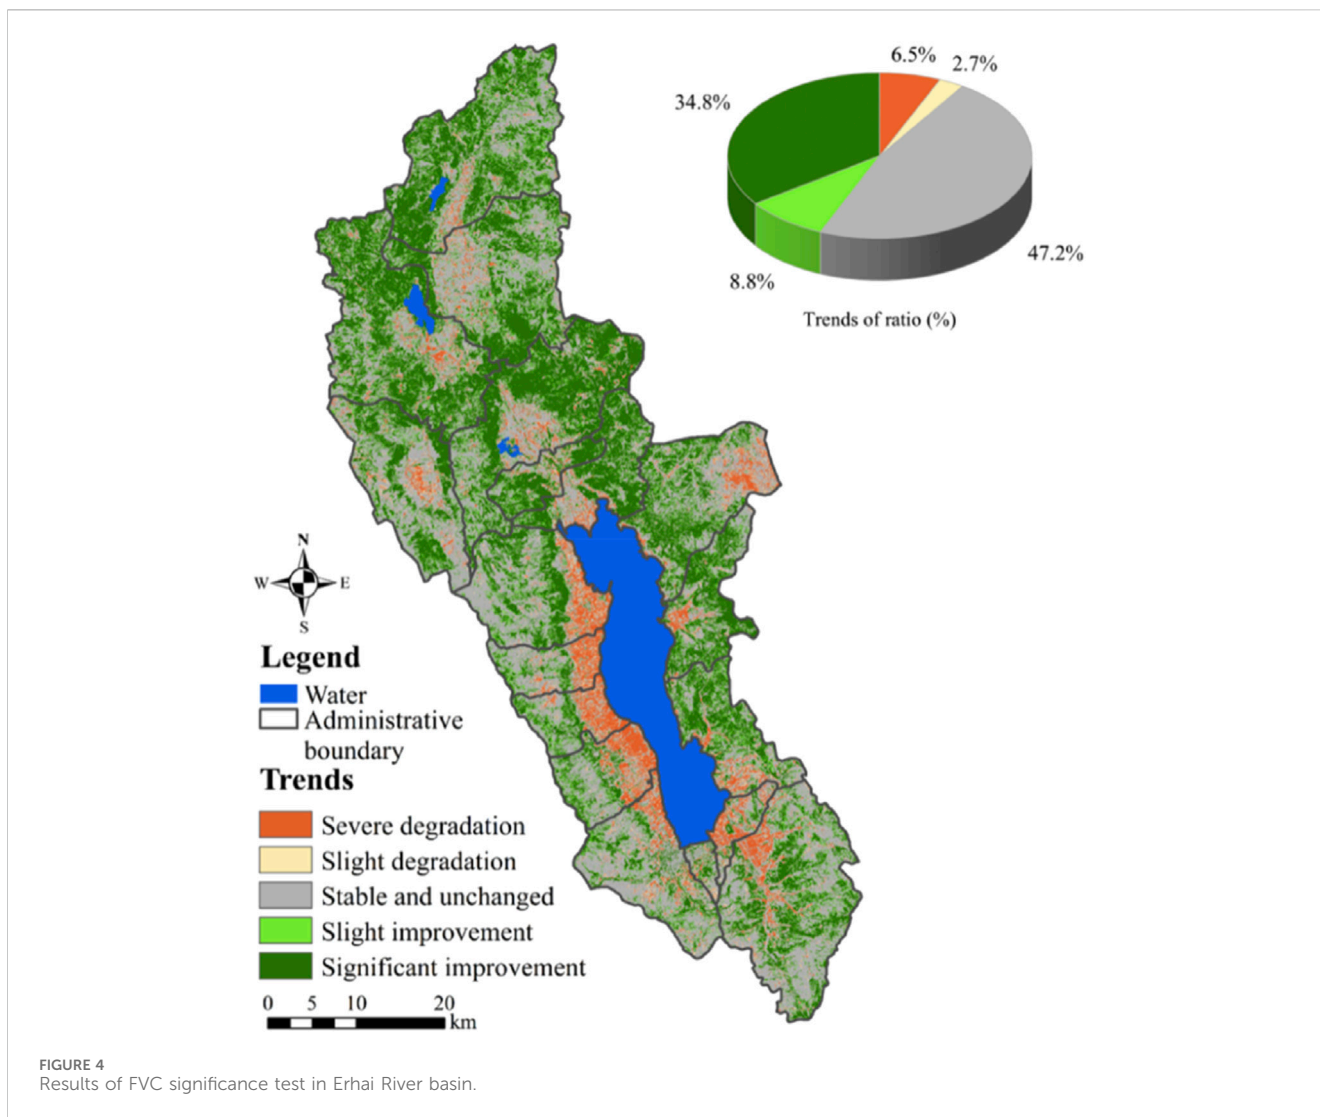 6.5%
2.7%
34.8%
47.2%
8.8%
Trends of ratio (%)
N
W
E
S
Legend
Water
Administrative
boundary
Trends
Severe degradation
Slight degradation
Stable and unchanged
Slight improvement
Significant improvement
0 5 10 20
km
FIGURE 4
Results of FVC significance test in Erhai River basin.